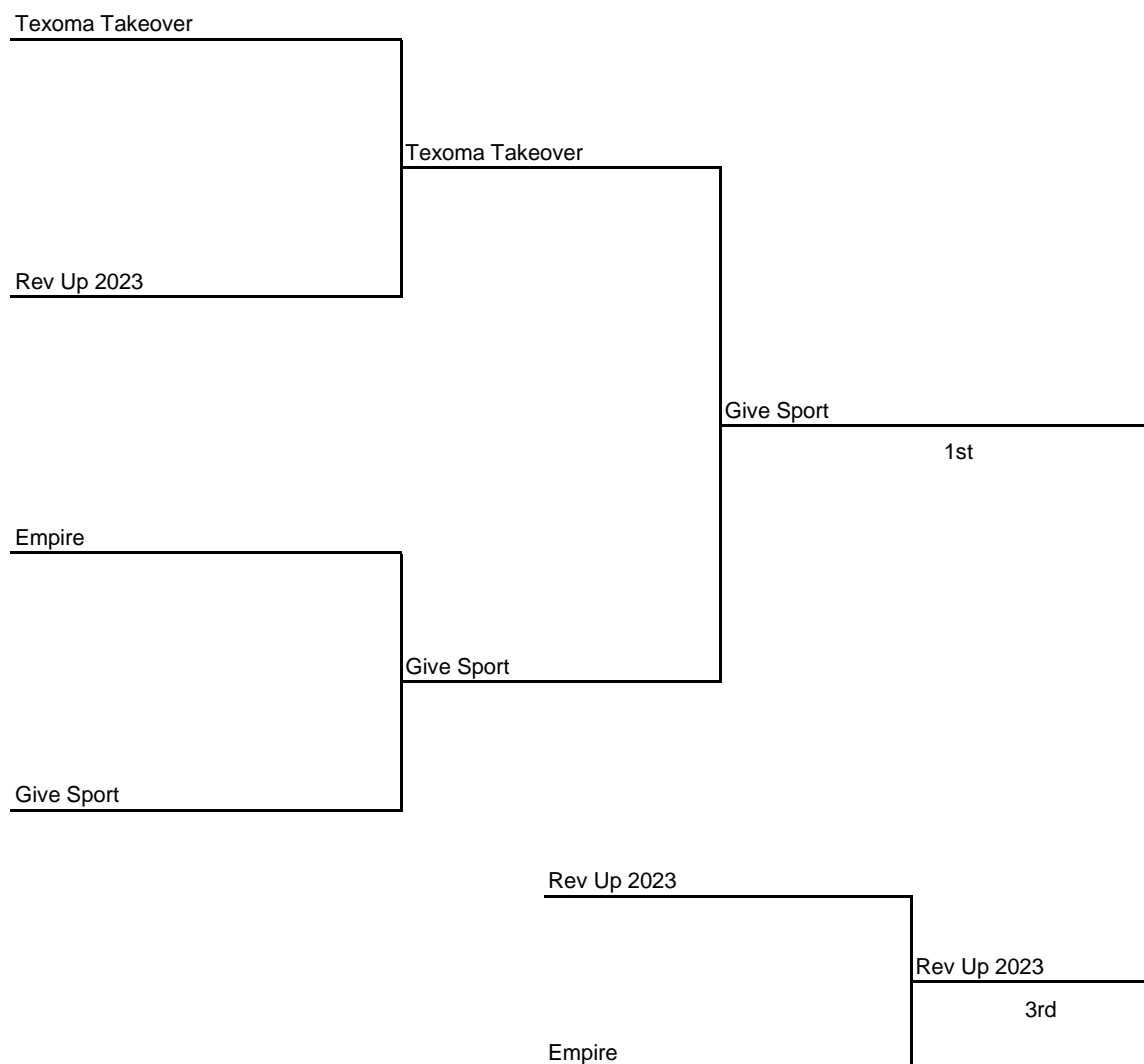 Texoma Takeover
Texoma Takeover
Rev Up 2023
Give Sport
1st
Empire
Give Sport
Give Sport
Rev Up 2023
Rev Up 2023
3rd
Empire